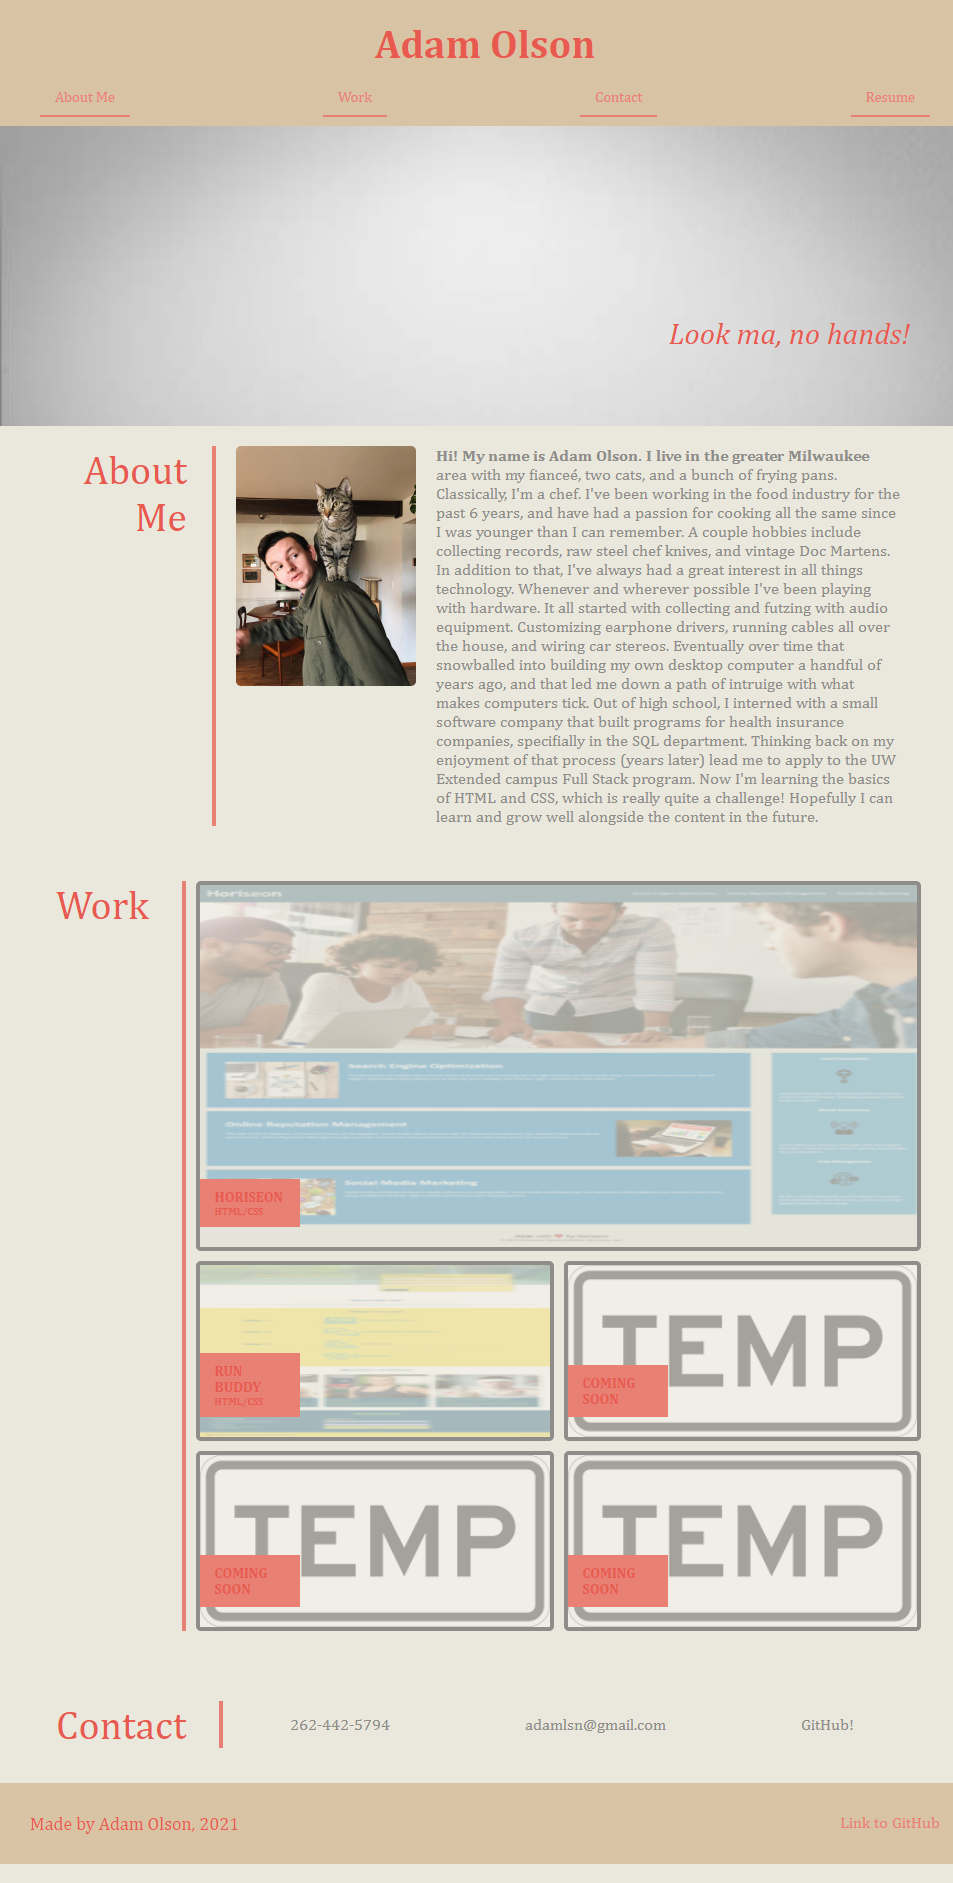 Adam Olson
About Me
Work
Contact
Resume
Look ma, no hands!
About
Me
Hi! My name is Adam Olson. I live in the greater Milwaukee
area with my fianceé, two cats, and a bunch of frying pans.
Classically, I'm a chef. I've been working in the food industry for the
past 6 years, and have had a passion for cooking all the same since
I was younger than I can remember. A couple hobbies include
collecting records, raw steel chef knives, and vintage Doc Martens.
In addition to that, I've always had a great interest in all things
technology. Whenever and wherever possible I've been playing
with hardware. It all started with collecting and futzing with audio
equipment. Customizing earphone drivers, running cables all over
the house, and wiring car stereos. Eventually over time that
snowballed into building my own desktop computer a handful of
years ago, and that led me down a path of intruige with what
makes computers tick. Out of high school, I interned with a small
software company that built programs for health insurance
companies, specifially in the SQL department. Thinking back on my
enjoyment of that process (years later) lead me to apply to the UW
Extended campus Full Stack program. Now I'm learning the basics
of HTML and CSS, which is really quite a challenge! Hopefully I can
learn and grow well alongside the content in the future.
Work
Horiseon
Search Engine Optimization
Online Reputation Management
Social Media Marketing
Search Engine Optimization
Online Reputation Management
Social Media Marketing
HORISEON
HTML/CSS
RUN
BUDDY
HTML/CSS
TEMP
COMING
SOON
TEMP
COMING
SOON
TEMP
COMING
SOON
Contact
262-442-5794
adamlsn@gmail.com
GitHub!
Made by Adam Olson, 2021
Link to GitHub